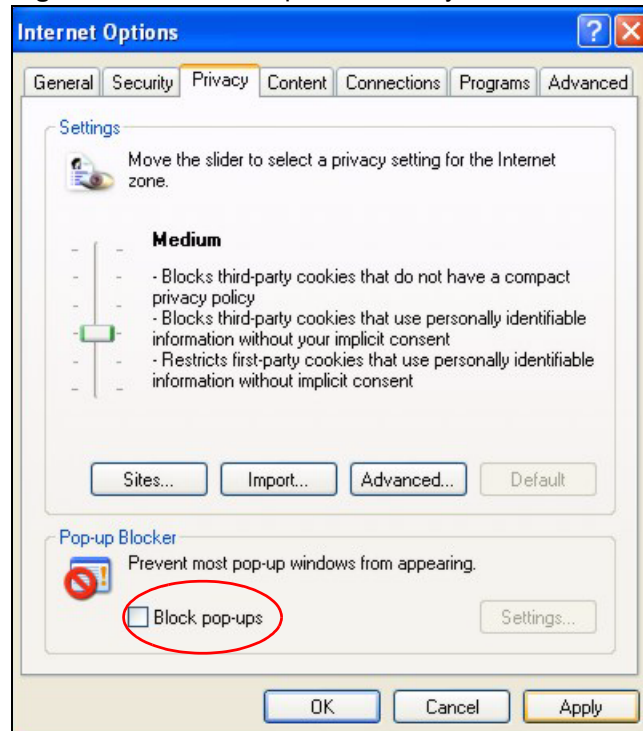 Internet Options
General Security Privacy Content Connections Programs Advanced
Settings
Move the slider to select a privacy setting for the Internet
zone.
Medium
- Blocks third-party cookies that do not have a compact
privacy policy
- Blocks third-party cookies that use personally identifiable
information without your implicit consent
- Restricts first-party cookies that use personally identifiable
information without implicit consent
Sites... Import... Advanced... Default
Pop-up Blocker
Prevent most pop-up windows from appearing.
Block pop-ups Settings...
OK Cancel Apply